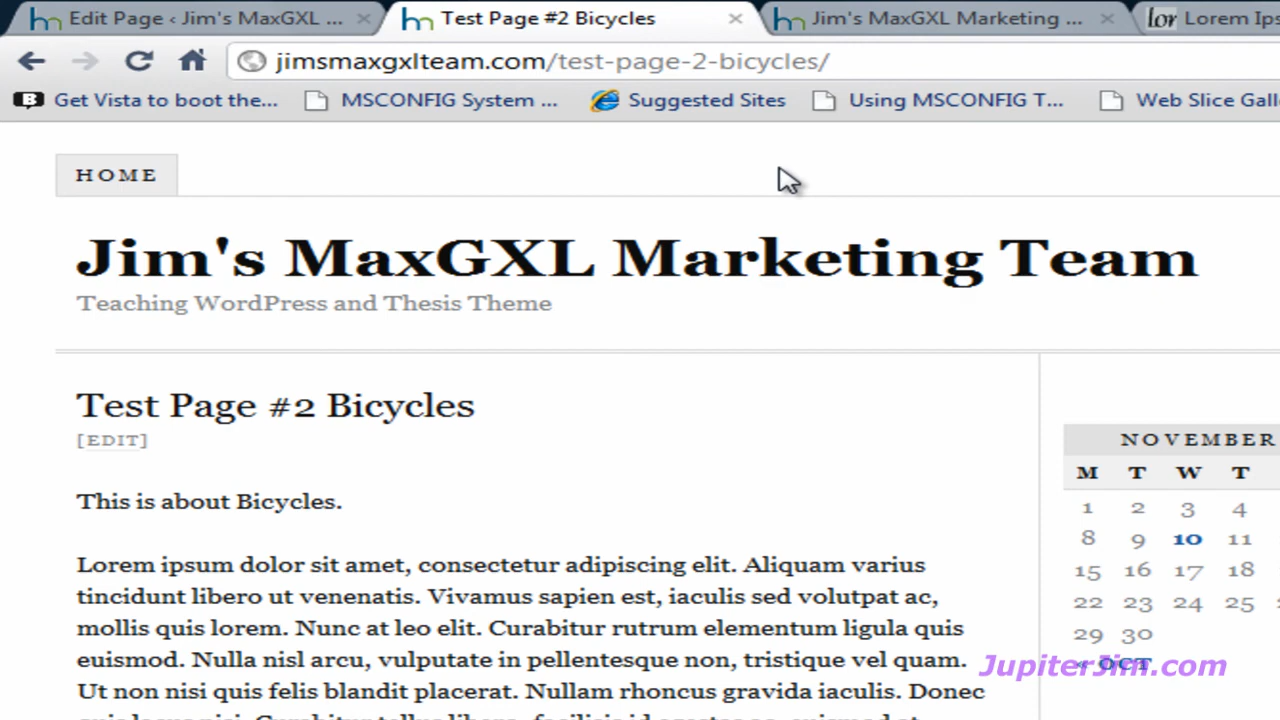 Edit Page ‹ Jim's MaxGXL ...
Test Page #2 Bicycles
Jim's MaxGXL Marketing ...
lor Lorem Ips
jimsmaxgxlteam.com/test-page-2-bicycles/
Get Vista to boot the...
MSCONFIG System ...
Suggested Sites
Using MSCONFIG T...
Web Slice Galle
HOME
Jim's MaxGXL Marketing Team
Teaching WordPress and Thesis Theme
Test Page #2 Bicycles
[EDIT]
This is about Bicycles.
Lorem ipsum dolor sit amet, consectetur adipiscing elit. Aliquam varius
tincidunt libero ut venenatis. Vivamus sapien est, iaculis sed volutpat ac,
mollis quis lorem. Nunc at leo elit. Curabitur rutrum elementum ligula quis
euismod. Nulla nisl arcu, vulputate in pellentesque non, tristique vel quam.
Ut non nisi quis felis blandit placerat. Nullam rhoncus gravida iaculis. Donec
NOVEMBER
M T W T
1 2 3 4
8 9 10 11
15 16 17 18
22 23 24 25
29 30
« OCT
JupiterJim.com